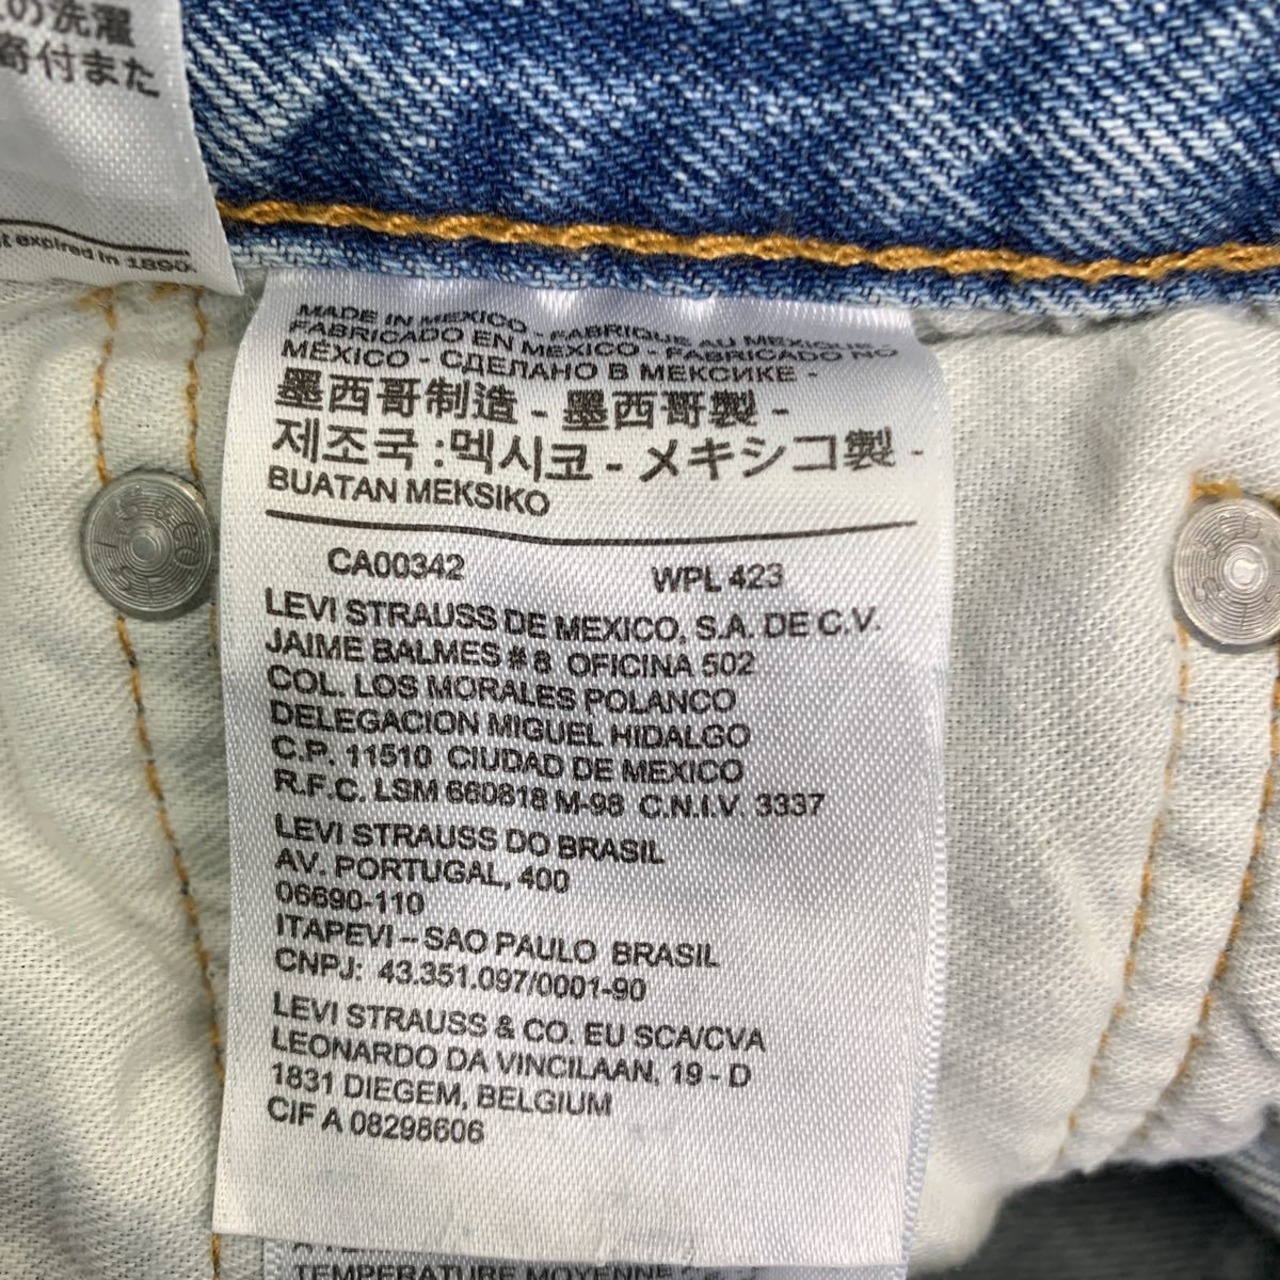 の洗濯
寄付また
expired in 1890.
MADE IN MEXICO - FABRIQUE AU MEXIQUE -
FABRICADO EN MEXICO - FABRICADO NO
MÉXICO - СДЕЛАНО В МЕКСИКЕ -
墨西哥制造 - 墨西哥製 -
제조국 : 멕시코 - メキシコ製 -
BUATAN MEKSIKO
CA00342 WPL 423
LEVI STRAUSS DE MEXICO, S.A. DE C.V.
JAIME BALMES # 8 OFICINA 502
COL. LOS MORALES POLANCO
DELEGACION MIGUEL HIDALGO
C.P. 11510 CIUDAD DE MEXICO
R.F.C. LSM 660818 M-98 C.N.I.V. 3337
LEVI STRAUSS DO BRASIL
AV. PORTUGAL, 400
06690-110
ITAPEVI – SAO PAULO BRASIL
CNPJ: 43.351.097/0001-90
LEVI STRAUSS & CO. EU SCA/CVA
LEONARDO DA VINCILAAN, 19 - D
1831 DIEGEM, BELGIUM
CIF A 08298606
TEMPERATURE MOYENNE